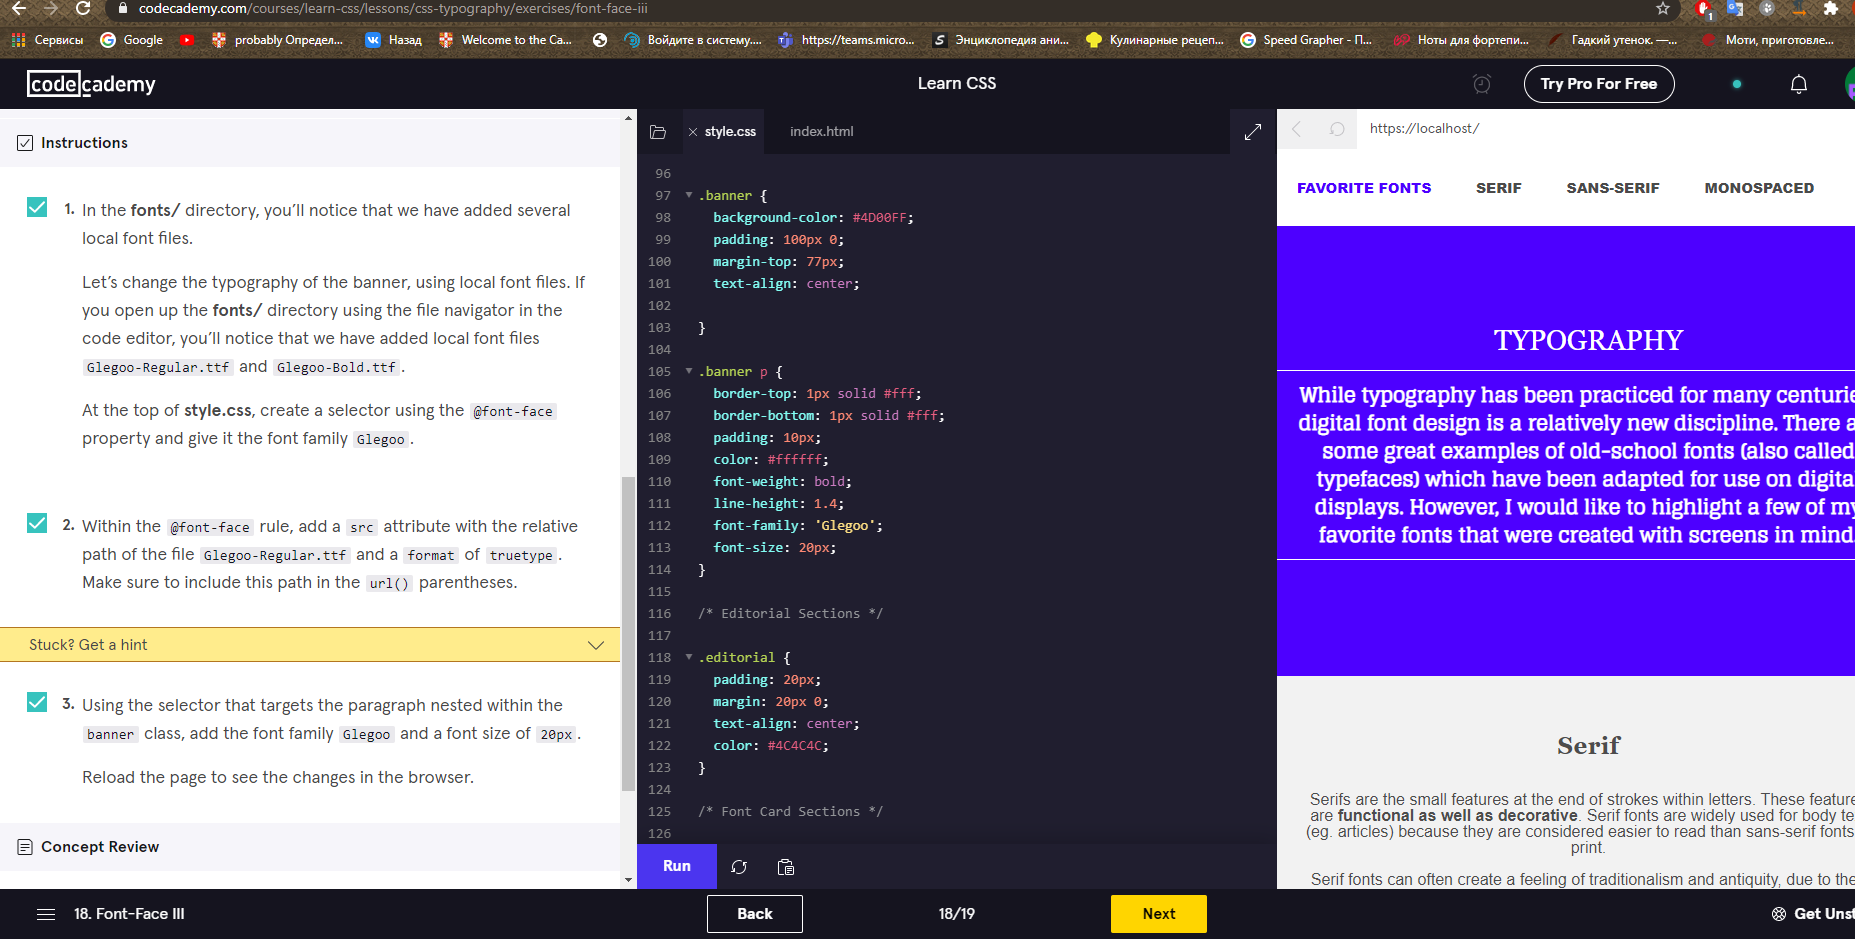 codecademy.com/courses/learn-css/lessons/css-typography/exercises/font-face-iii
Сервисы Google probably Определ... Назад Welcome to the Ca... Войдите в систему.... https://teams.micro... Энциклопедия ани... Кулинарные рецеп... Speed Grapher - П... Ноты для фортепи... Гадкий утенок. —... Моти, приготовле...
codecademy
Learn CSS
Try Pro For Free
Instructions
1. In the fonts/ directory, you’ll notice that we have added several
local font files.
Let’s change the typography of the banner, using local font files. If
you open up the fonts/ directory using the file navigator in the
code editor, you’ll notice that we have added local font files
Glegoo-Regular.ttf and Glegoo-Bold.ttf.
At the top of style.css, create a selector using the @font-face
property and give it the font family Glegoo.
2. Within the @font-face rule, add a src attribute with the relative
path of the file Glegoo-Regular.ttf and a format of truetype.
Make sure to include this path in the url() parentheses.
Stuck? Get a hint
3. Using the selector that targets the paragraph nested within the
banner class, add the font family Glegoo and a font size of 20px.
Reload the page to see the changes in the browser.
Concept Review
style.css index.html
96
97 .banner {
98 background-color: #4D00FF;
99 padding: 100px 0;
100 margin-top: 77px;
101 text-align: center;
102
103 }
104
105 .banner p {
106 border-top: 1px solid #fff;
107 border-bottom: 1px solid #fff;
108 padding: 10px;
109 color: #ffffff;
110 font-weight: bold;
111 line-height: 1.4;
112 font-family: 'Glegoo';
113 font-size: 20px;
114 }
115
116 /* Editorial Sections */
117
118 .editorial {
119 padding: 20px;
120 margin: 20px 0;
121 text-align: center;
122 color: #4C4C4C;
123 }
124
125 /* Font Card Sections */
126
Run
https://localhost/
FAVORITE FONTS SERIF SANS-SERIF MONOSPACED
TYPOGRAPHY
While typography has been practiced for many centurie
digital font design is a relatively new discipline. There a
some great examples of old-school fonts (also called
typefaces) which have been adapted for use on digita
displays. However, I would like to highlight a few of my
favorite fonts that were created with screens in mind.
Serif
Serifs are the small features at the end of strokes within letters. These feature
are functional as well as decorative. Serif fonts are widely used for body te
(eg. articles) because they are considered easier to read than sans-serif fonts
print.
Serif fonts can often create a feeling of traditionalism and antiquity, due to the
18. Font-Face III
Back
18/19
Next
Get Unst